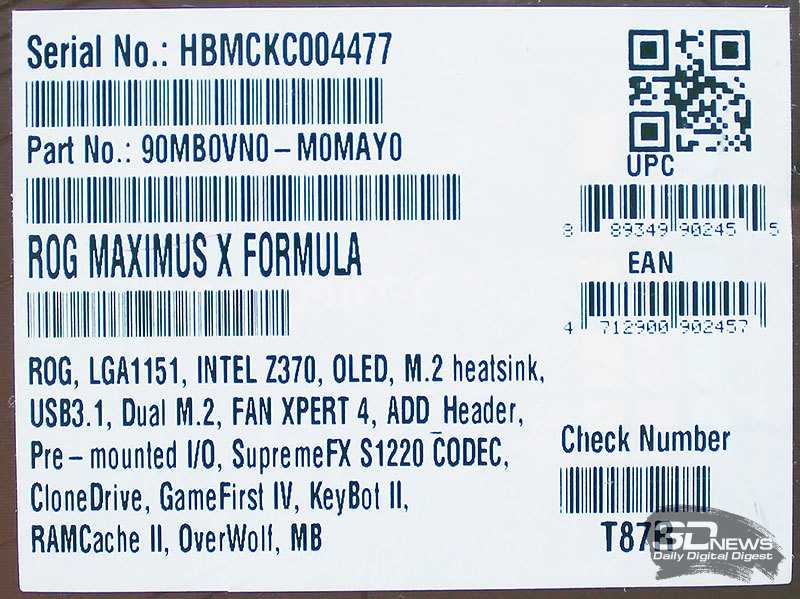 Serial No.: HBMCKC004477
Part No.: 90MB0VN0-M0MAY0
UPC
8 89349 90245 5
ROG MAXIMUS X FORMULA
EAN
4 712900 902457
ROG, LGA1151, INTEL Z370, OLED, M.2 heatsink,
USB3.1, Dual M.2, FAN XPERT 4, ADD_Header,
Pre-mounted I/O, SupremeFX S1220 CODEC,
CloneDrive, GameFirst IV, KeyBot II,
RAMCache II, OverWolf, MB
Check Number
3DNEWS
Daily Digital Digest